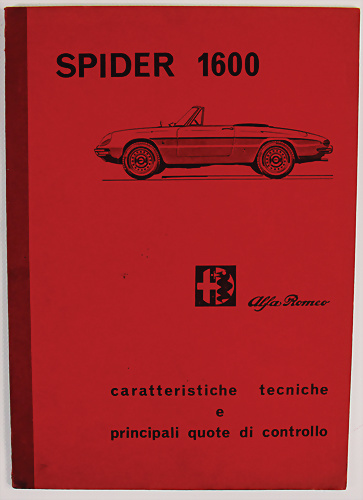 SPIDER 1600
Alfa Romeo
caratteristiche tecniche
e
principali quote di controllo